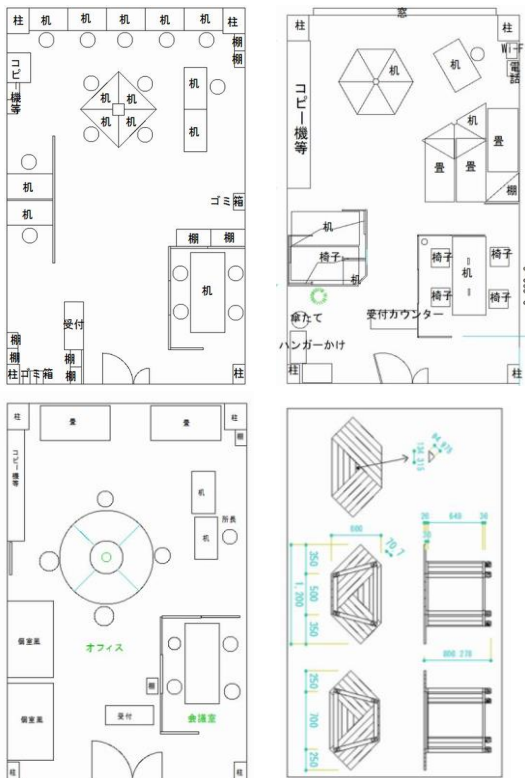 柱 机 机 机 机 机 柱
棚
棚
コピー機等
机 机
机 机
机
机
机
机
ゴミ箱
棚 棚
机
受付
棚
棚
棚
棚
柱 ゴミ箱 柱
窓
柱 柱
Wi-F
電話
コピー機等
机
机
机
畳
畳 畳
棚
机
椅子
机
椅子 椅子
机
椅子 椅子
傘たて
受付カウンター
ハンガーかけ
柱 柱
柱 畳 畳 柱
棚
コピー機等
机
所長
机
個室風
オフィス
棚
個室風
受付
会議室
柱 柱
600
70
350
500
350
1,200
640
250
700
250